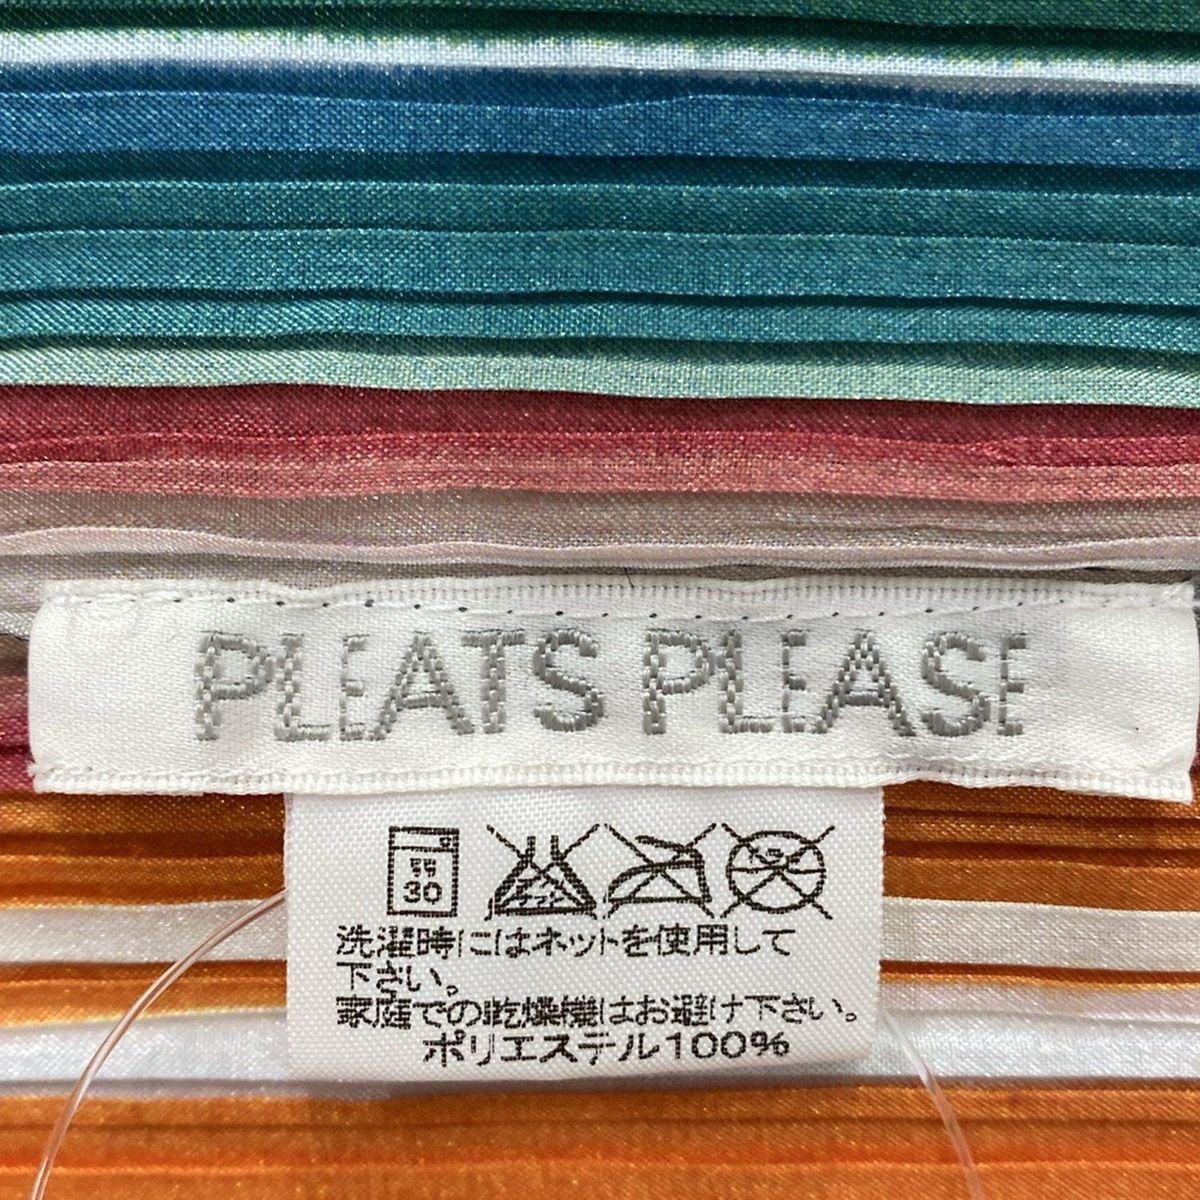 PLEATS PLEASE
弱
30
洗濯時にはネットを使用して
下さい。
家庭での乾燥機はお避け下さい。
ポリエステル100%